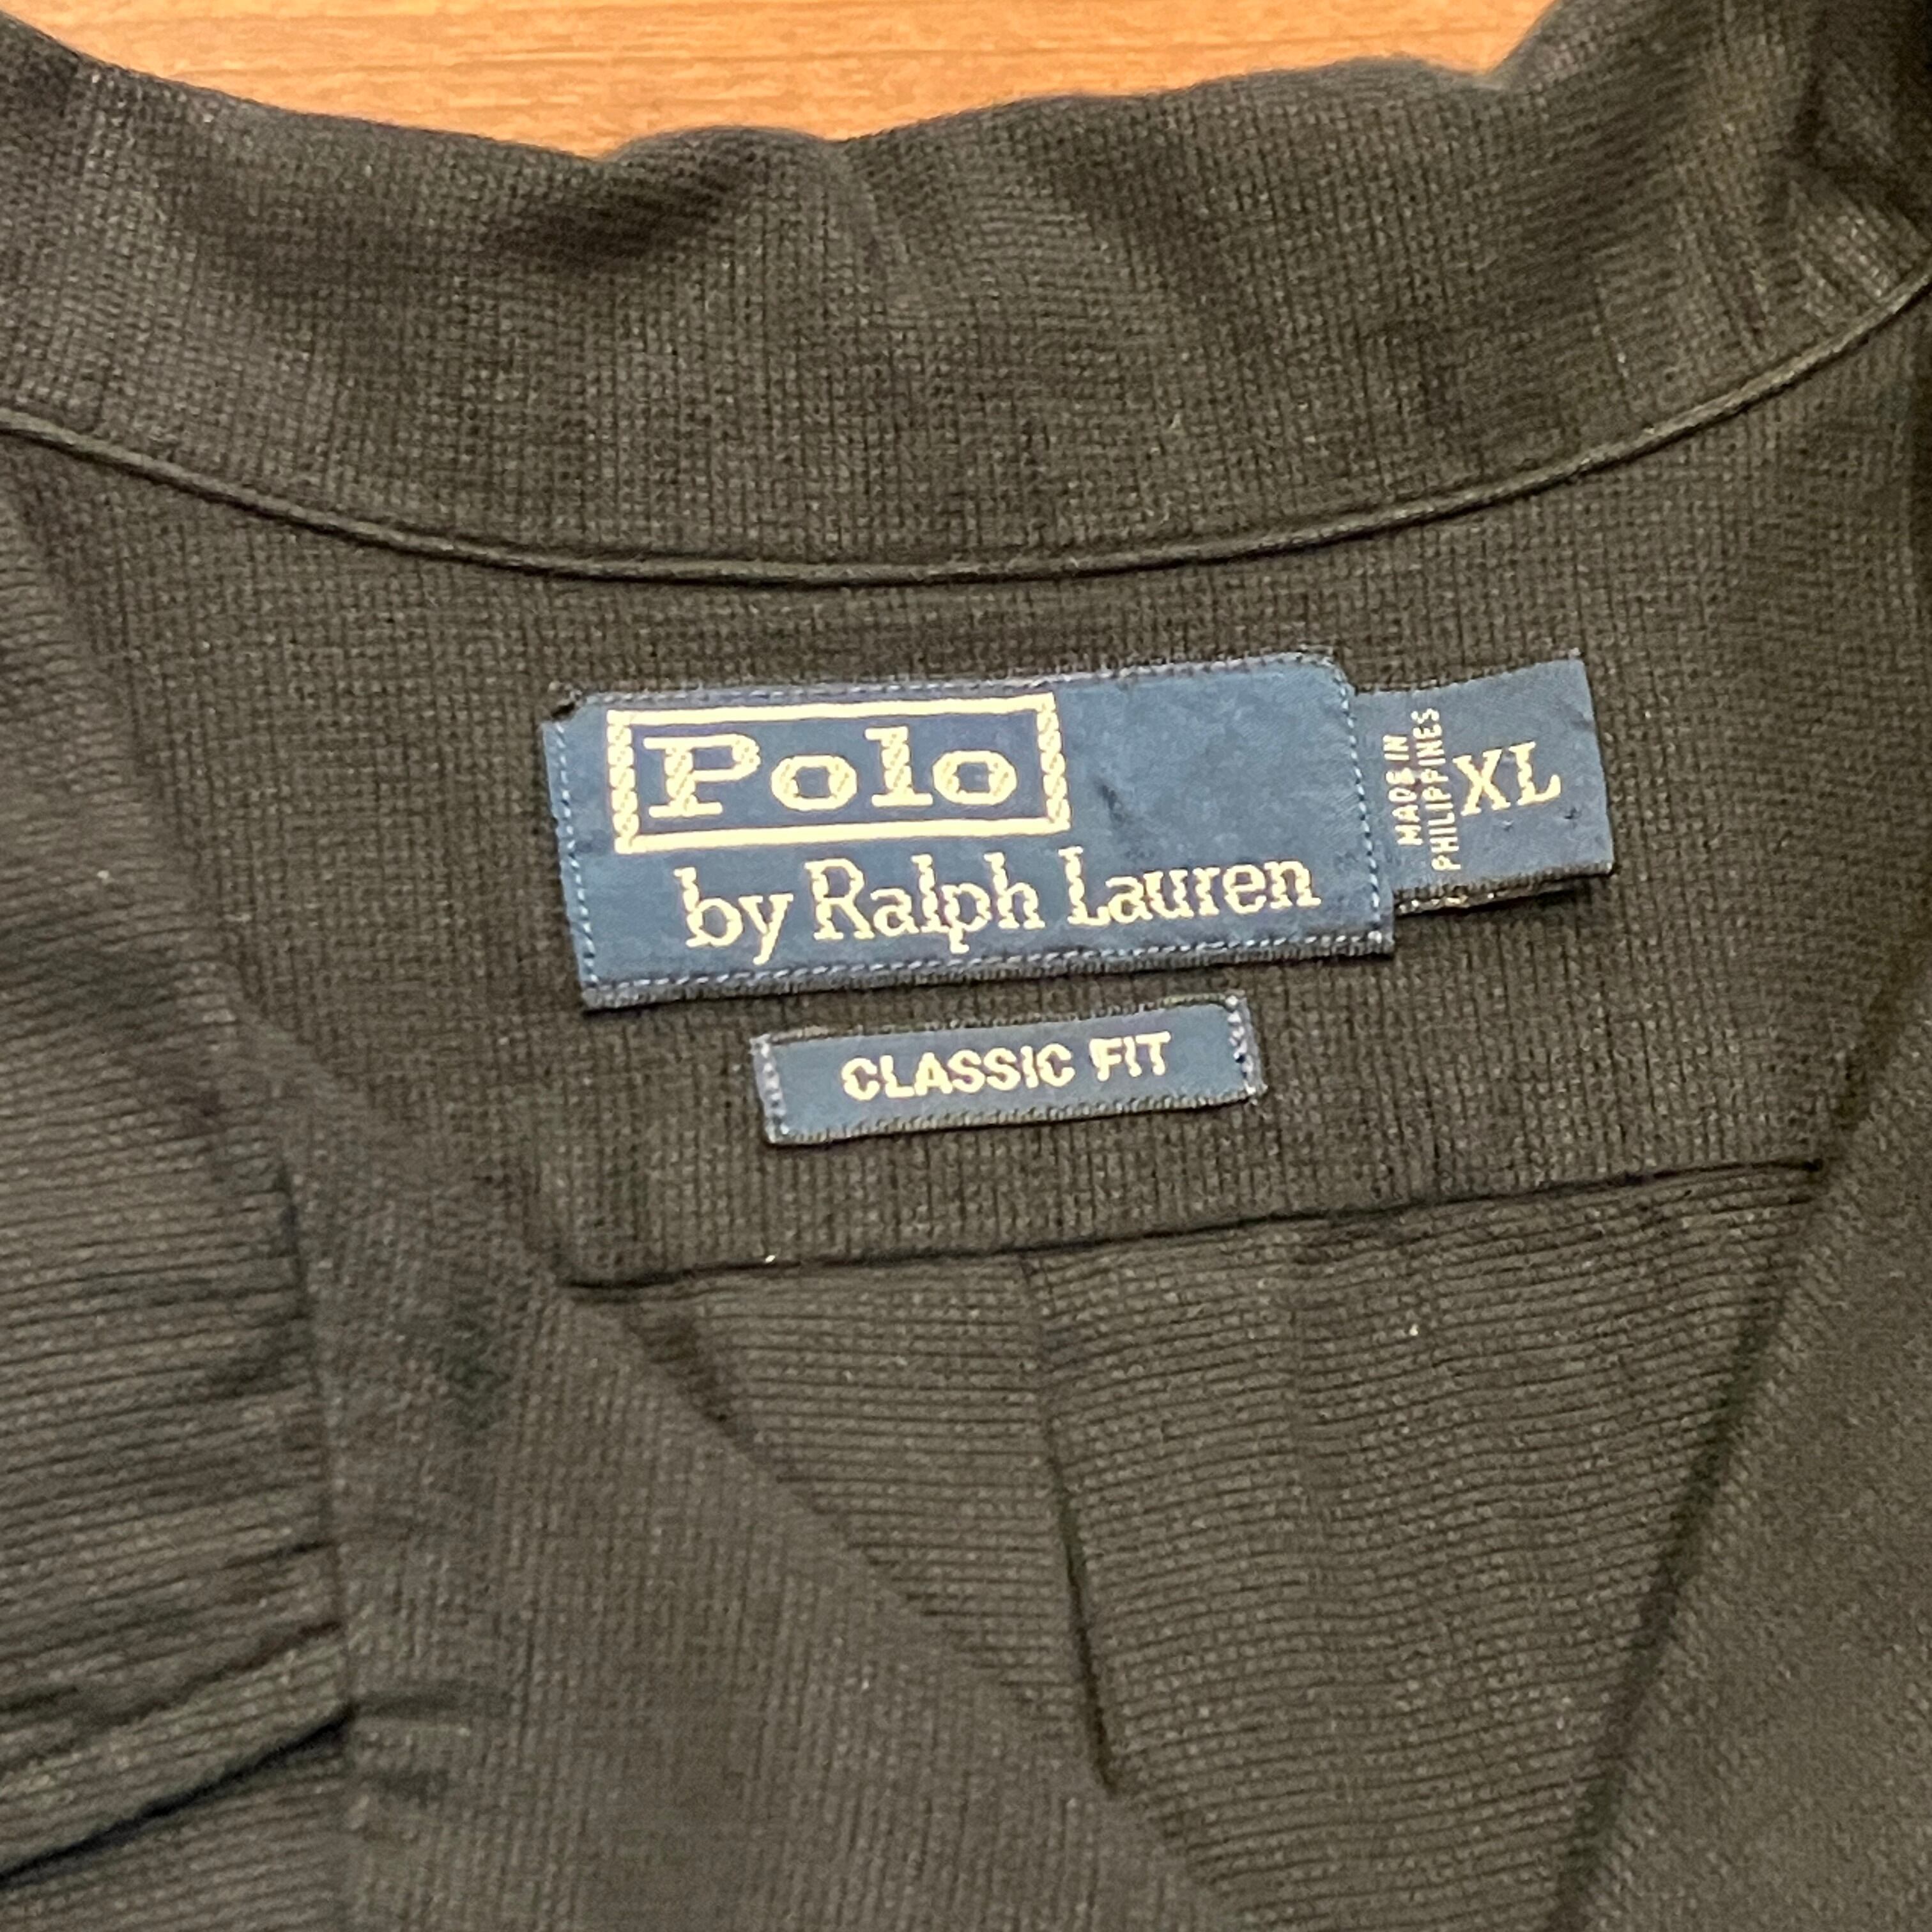 Polo
by Ralph Lauren
MADE IN
PHILIPPINES
XL
CLASSIC FIT